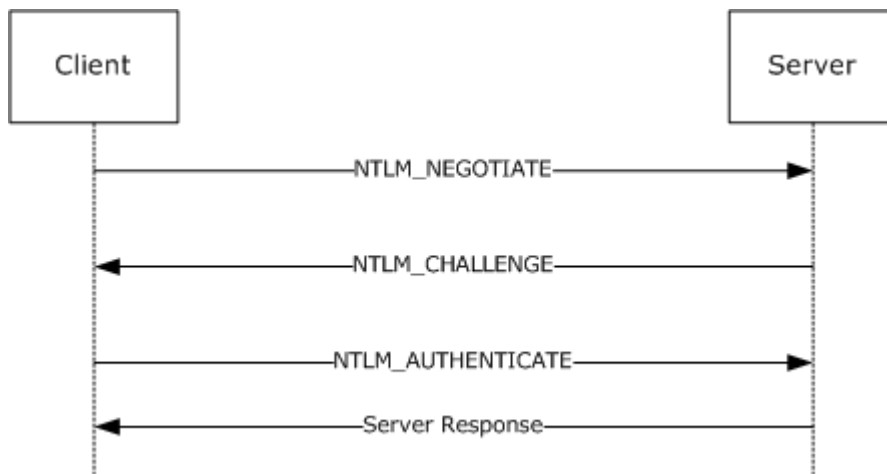 Client
Server
NTLM_NEGOTIATE
NTLM_CHALLENGE
NTLM_AUTHENTICATE
Server Response